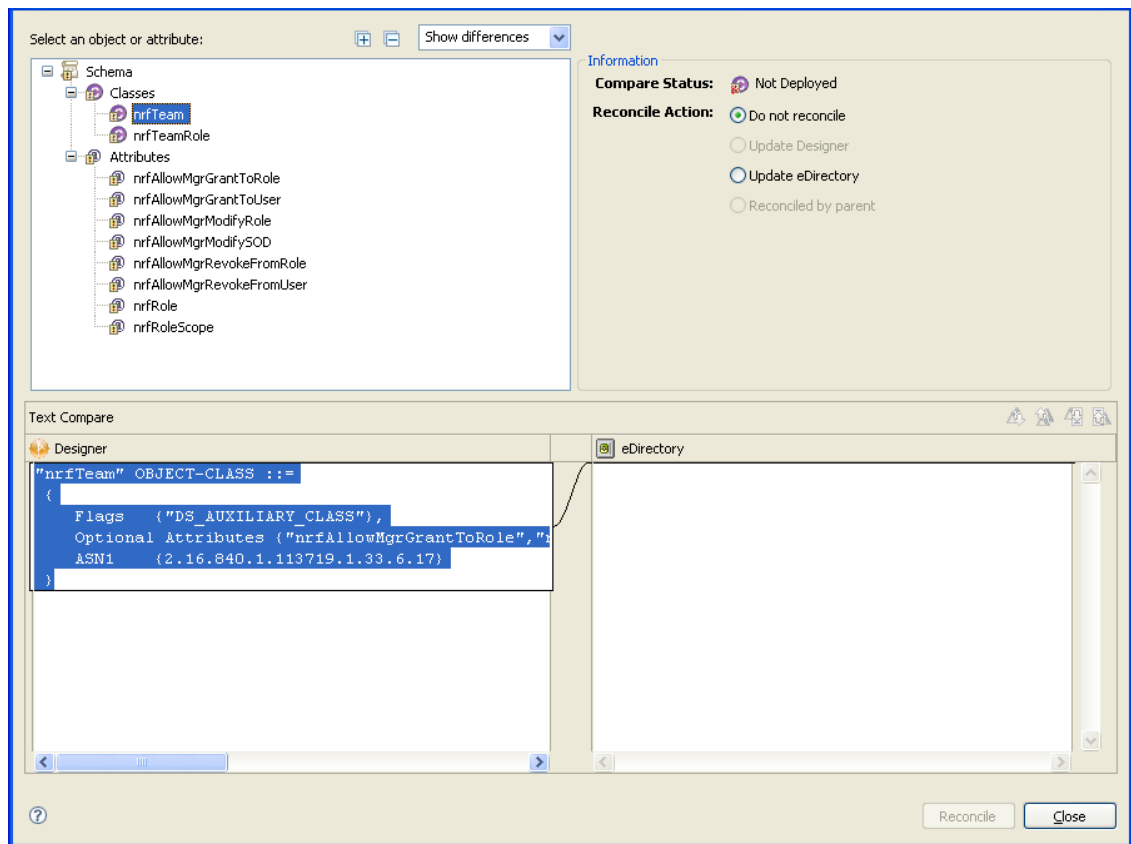 Select an object or attribute:
Show differences
Schema
Classes
nrfTeam
nrfTeamRole
Attributes
nrfAllowMgrGrantToRole
nrfAllowMgrGrantToUser
nrfAllowMgrModifyRole
nrfAllowMgrModifySOD
nrfAllowMgrRevokeFromRole
nrfAllowMgrRevokeFromUser
nrfRole
nrfRoleScope
Information
Compare Status: Not Deployed
Reconcile Action: Do not reconcile
Update Designer
Update eDirectory
Reconciled by parent
Text Compare
Designer
eDirectory
"nrfTeam" OBJECT-CLASS ::=
{
Flags {"DS_AUXILIARY_CLASS"},
Optional Attributes {"nrfAllowMgrGrantToRole","
ASN1 {2.16.840.1.113719.1.33.6.17}
}
?
Reconcile
Close